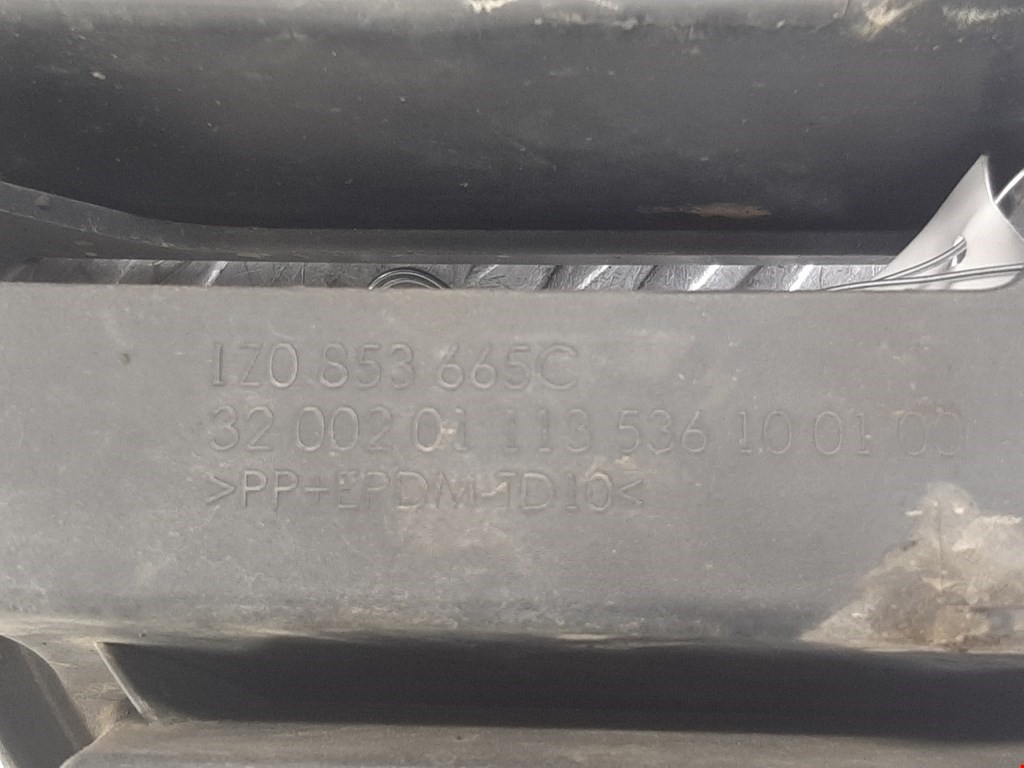 1Z0 853 665C
32 002 01 113 536 10 01 00
>PP+EPDM-TD10<